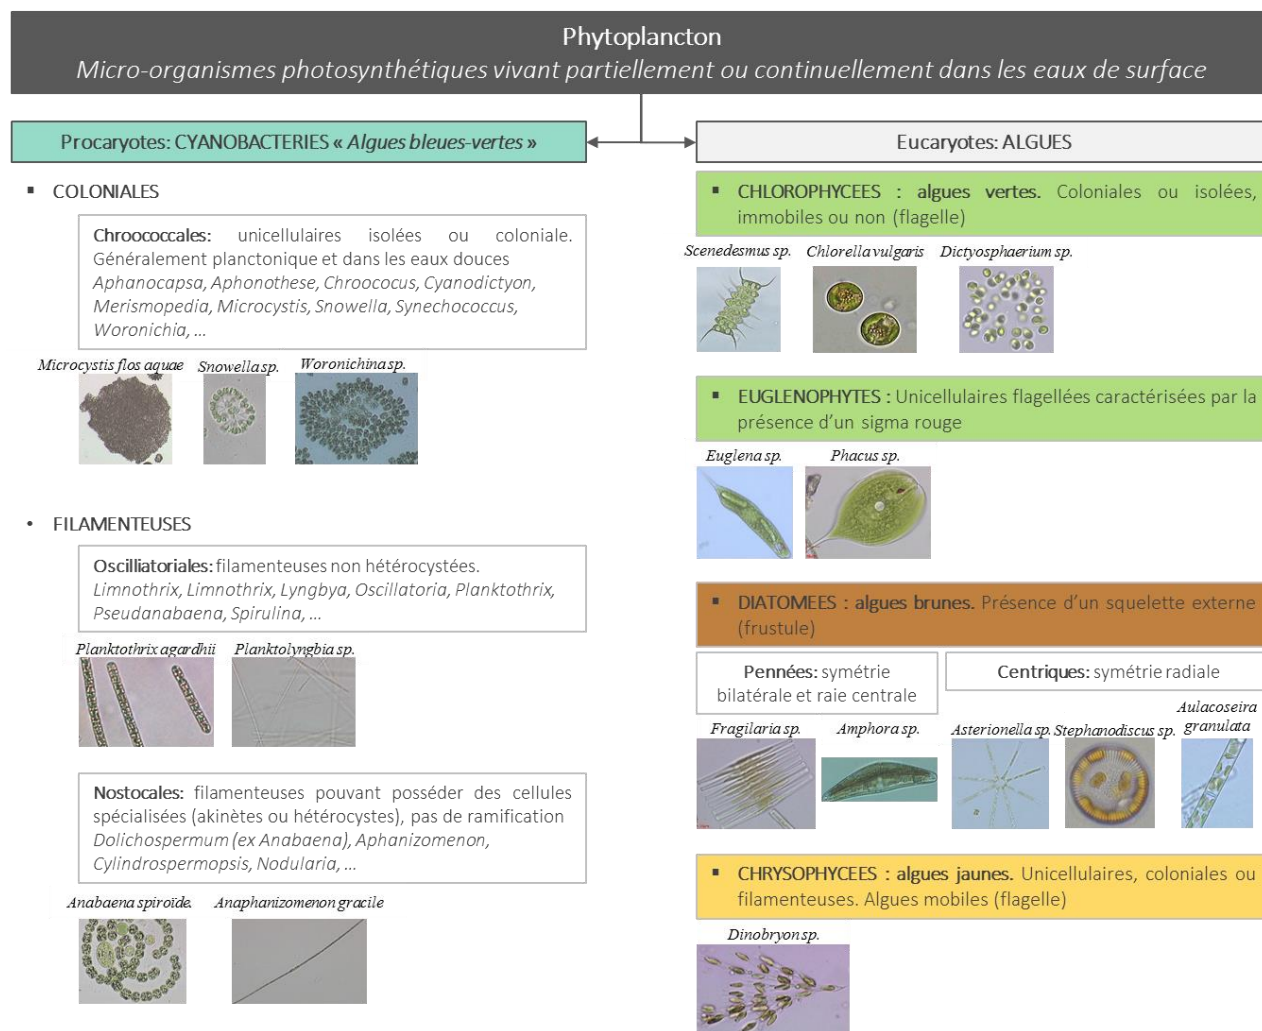 Phytoplancton
Micro-organismes photosynthétiques vivant partiellement ou continuellement dans les eaux de surface
Procaryotes: CYANOBACTERIES « Algues bleues-vertes »
▪ COLONIALES
Chroococcales: unicellulaires isolées ou coloniale.
Généralement planctonique et dans les eaux douces
Aphanocapsa, Aphonothese, Chroococus, Cyanodictyon,
Merismopedia, Microcystis, Snowella, Synechococcus,
Woronichia, ...
Microcystis flos aquae
Snowella sp.
Woronichina sp.
• FILAMENTEUSES
Oscilliatoriales: filamenteuses non hétérocystées.
Limnothrix, Limnothrix, Lyngbya, Oscillatoria, Planktothrix,
Pseudanabaena, Spirulina, ...
Planktothrix agardhii
Planktolyngbia sp.
Nostocales: filamenteuses pouvant posséder des cellules
spécialisées (akinètes ou hétérocystes), pas de ramification
Dolichospermum (ex Anabaena), Aphanizomenon,
Cylindrospermopsis, Nodularia, ...
Anabaena spiroïde.
Anaphanizomenon gracile
Eucaryotes: ALGUES
▪ CHLOROPHYCEES : algues vertes. Coloniales ou isolées,
immobiles ou non (flagelle)
Scenedesmus sp.
Chlorella vulgaris
Dictyosphaerium sp.
▪ EUGLENOPHYTES : Unicellulaires flagellées caractérisées par la
présence d'un sigma rouge
Euglena sp.
Phacus sp.
▪ DIATOMEES : algues brunes. Présence d'un squelette externe
(frustule)
Pennées: symétrie
bilatérale et raie centrale
Centriques: symétrie radiale
Fragilaria sp.
Amphora sp.
Asterionella sp.
Stephanodiscus sp.
Aulacoseira
granulata
▪ CHRYSOPHYCEES : algues jaunes. Unicellulaires, coloniales ou
filamenteuses. Algues mobiles (flagelle)
Dinobryon sp.